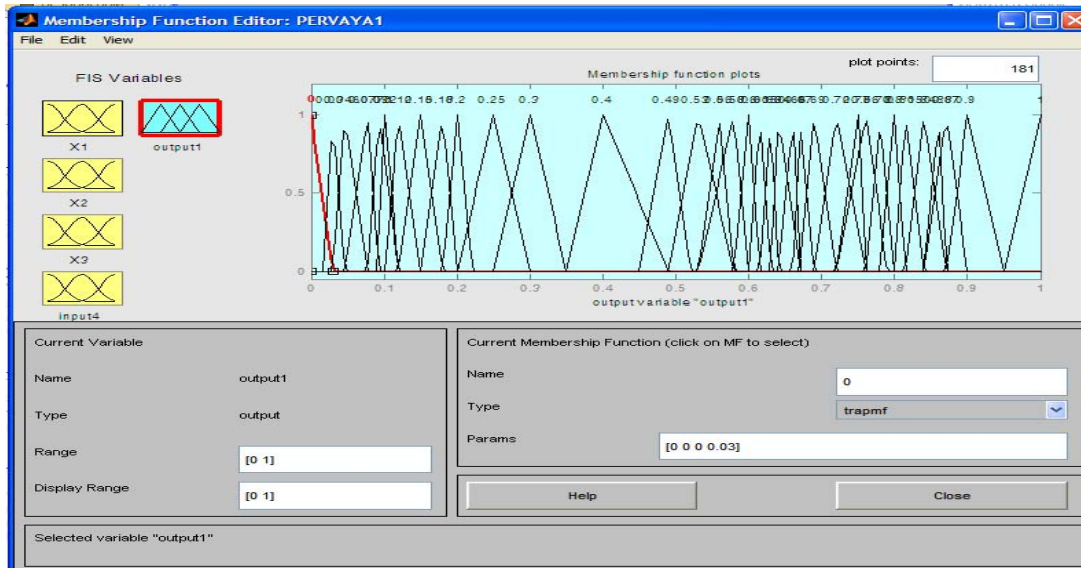 Membership Function Editor: PERVAYA1
File Edit View
FIS Variables
Membership function plots
plot points:
181
X1
output1
X2
X3
input4
0.2 0.25 0.3 0.4 0.9 1
1
0.5
0
0 0.1 0.2 0.3 0.4 0.5 0.6 0.7 0.8 0.9 1
output variable "output1"
Current Variable
Name output1
Type output
Range [0 1]
Display Range [0 1]
Current Membership Function (click on MF to select)
Name 0
Type trapmf
Params [0 0 0 0.03]
Help Close
Selected variable "output1"